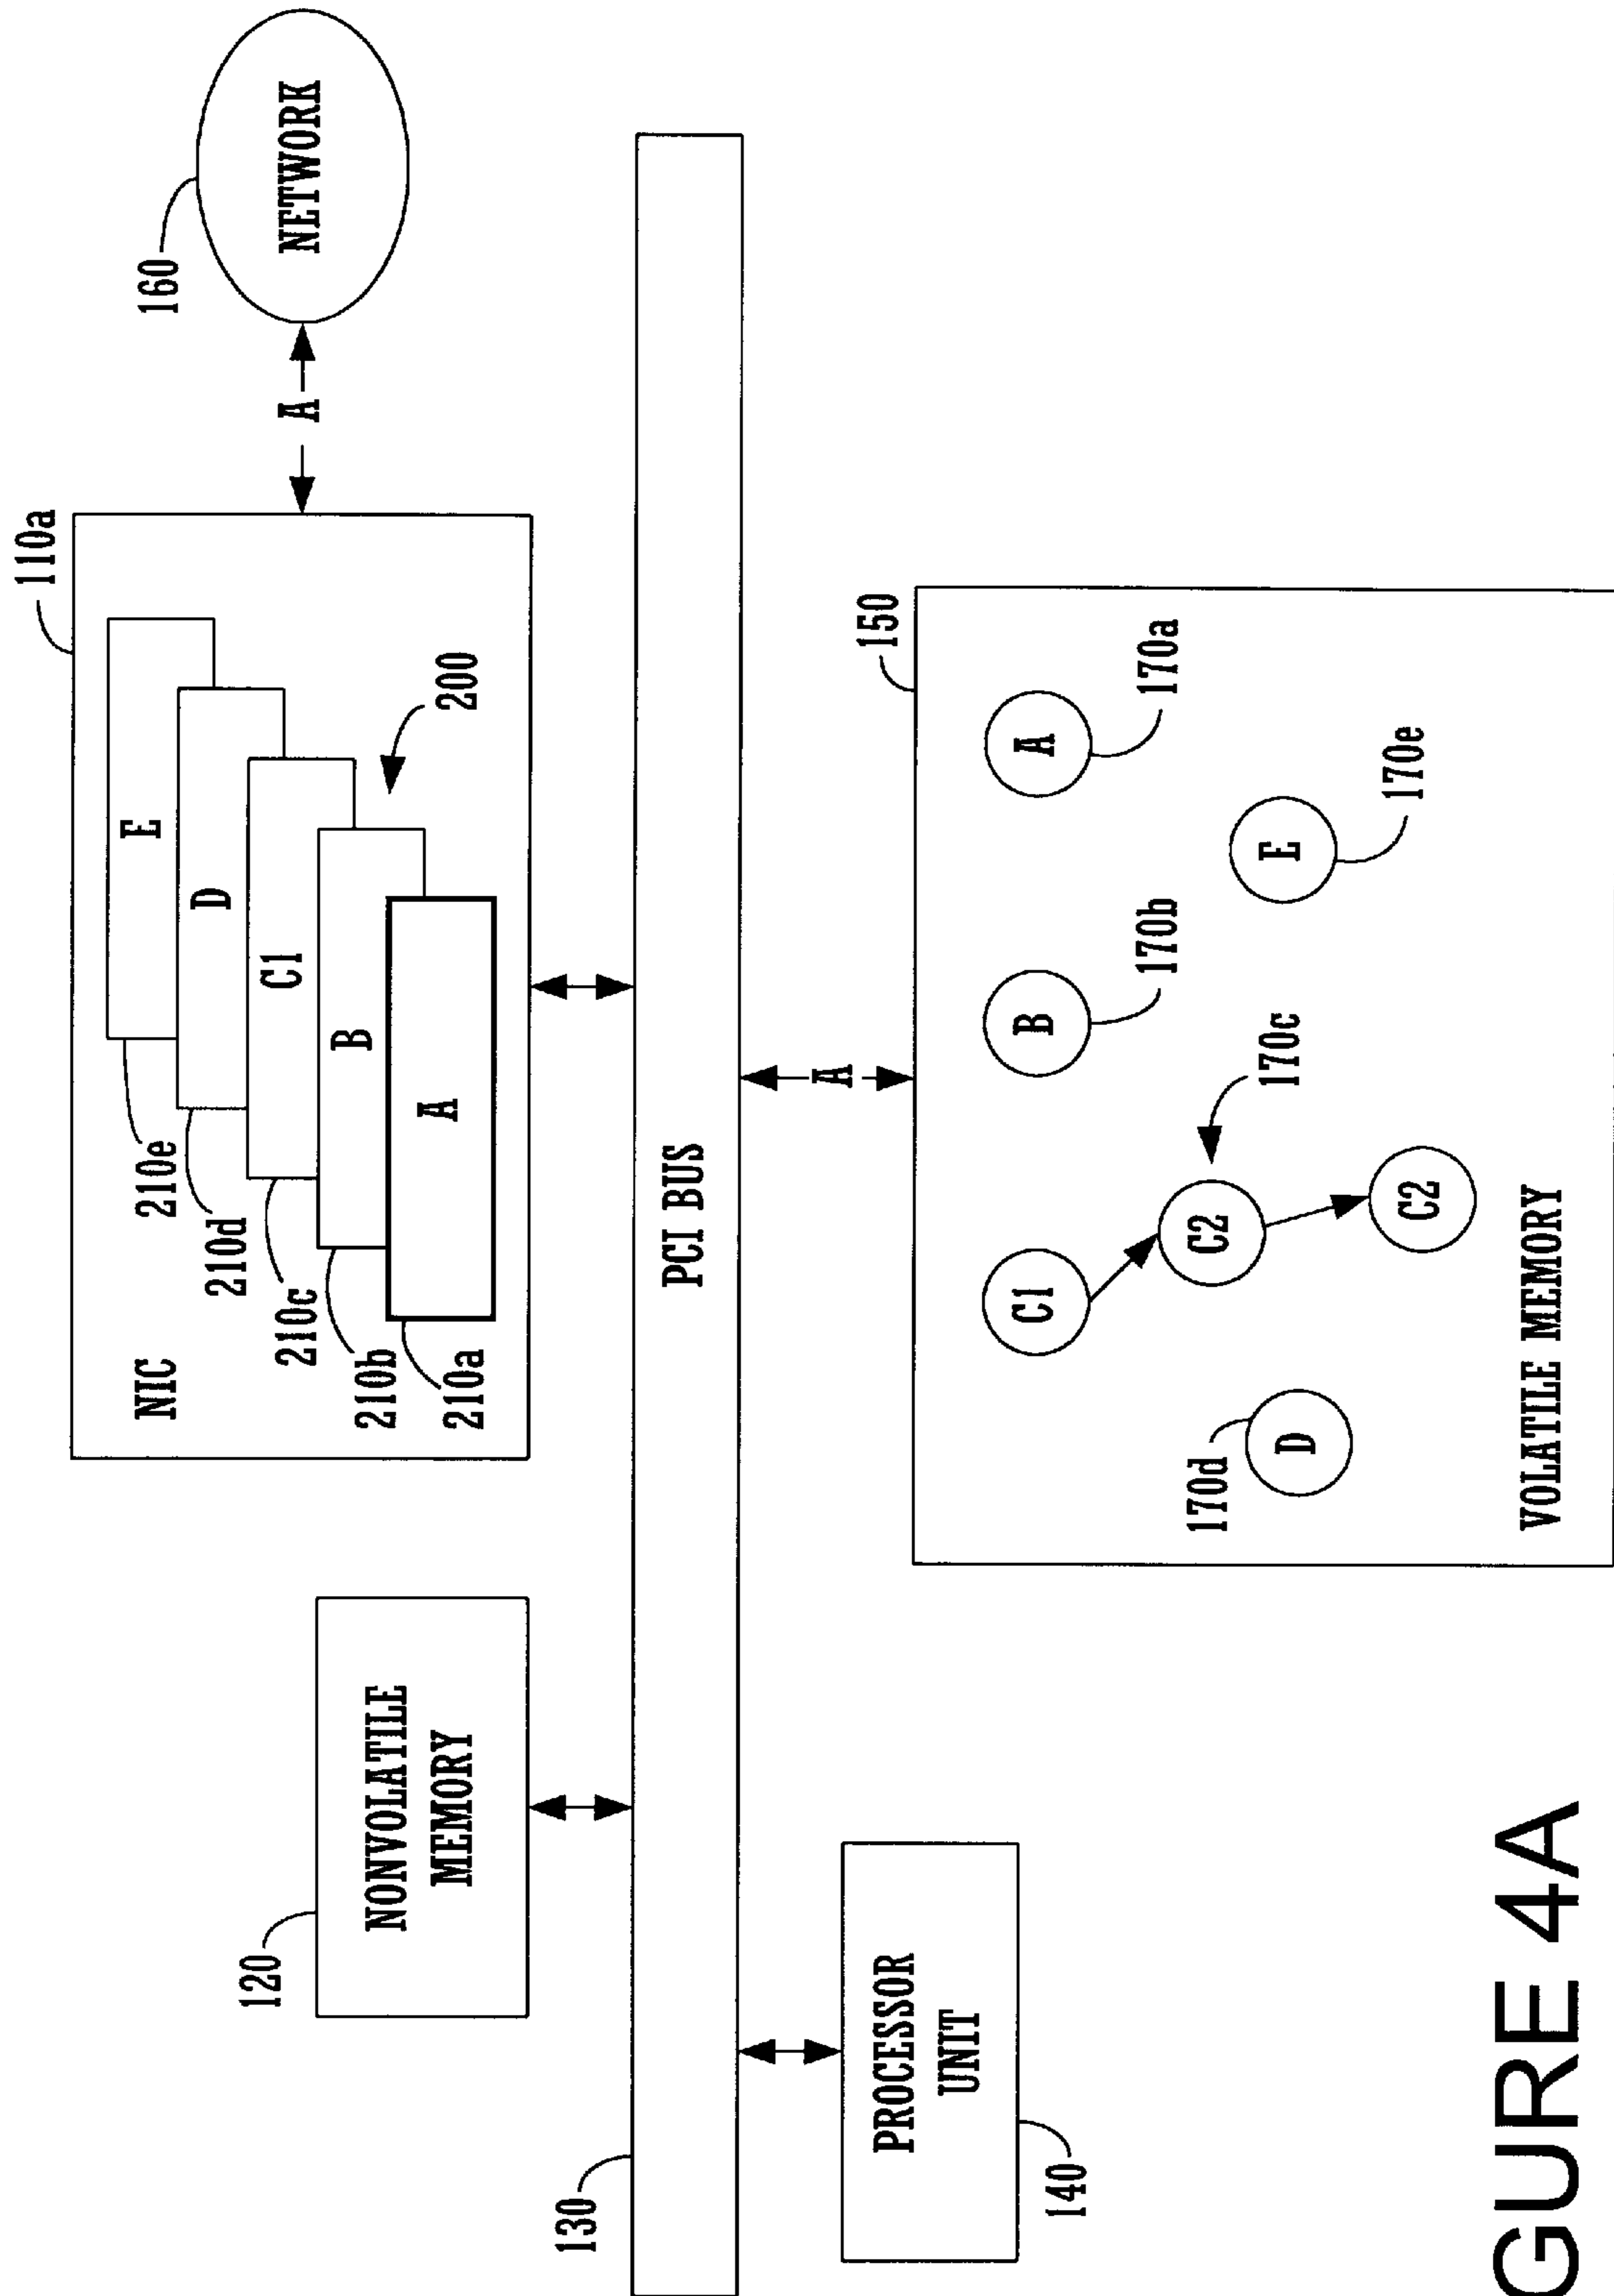 110a
160
NIC
E
D
C1
B
A
210e
210d
210c
210b
210a
200
A
NETWORK
120
NONVOLATILE
MEMORY
130
PCI BUS
A
150
PROCESSOR
UNIT
140
A
170a
B
170b
C1
C2
170c
C2
170d
D
E
170e
VOLATILE MEMORY
GURE 4A